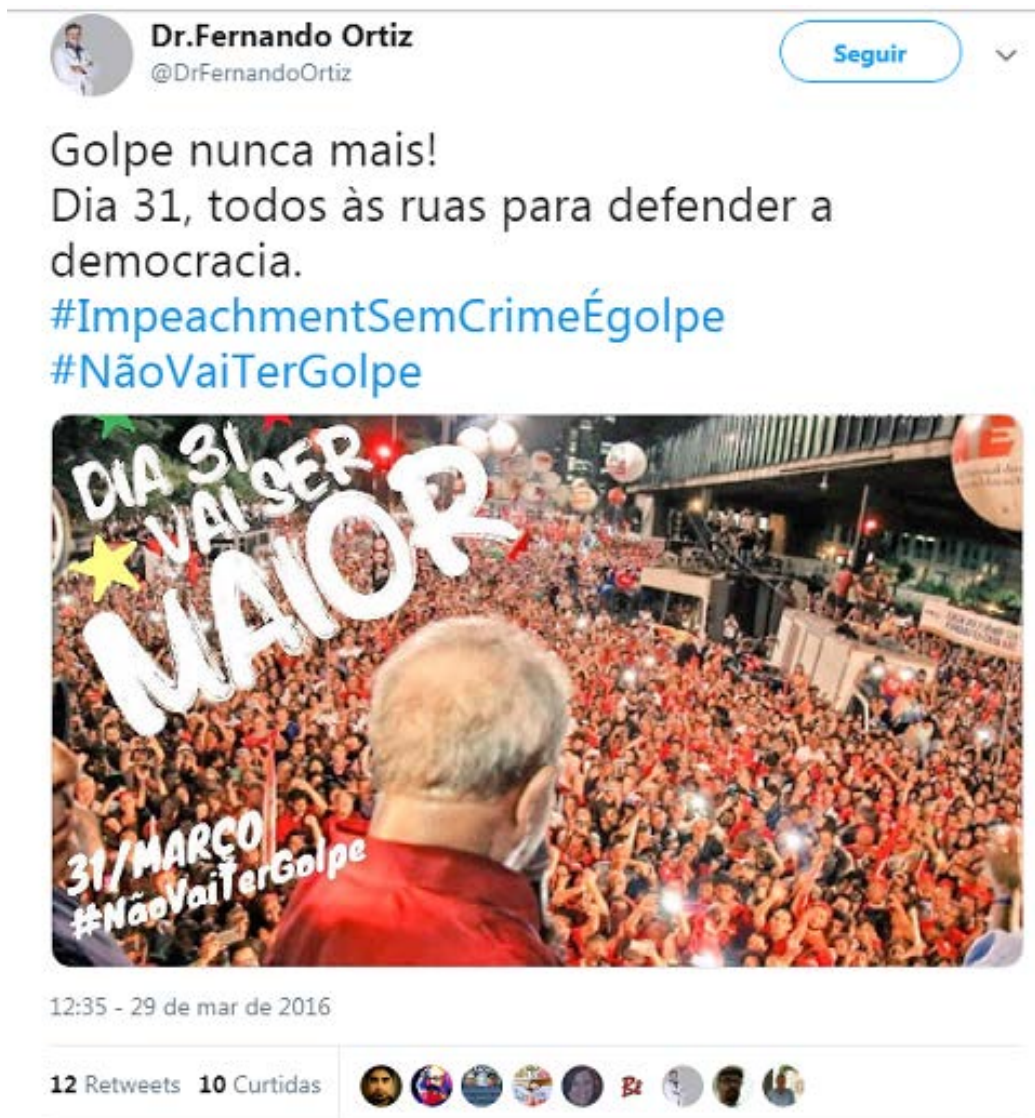 Dr.Fernando Ortiz
@DrFernandoOrtiz
Seguir
Golpe nunca mais!
Dia 31, todos às ruas para defender a
democracia.
#ImpeachmentSemCrimeÉgolpe
#NãoVaiTerGolpe
DIA 31
VAI SER
MAIOR
31/MARÇO
#NãoVaiTerGolpe
12:35 - 29 de mar de 2016
12 Retweets 10 Curtidas